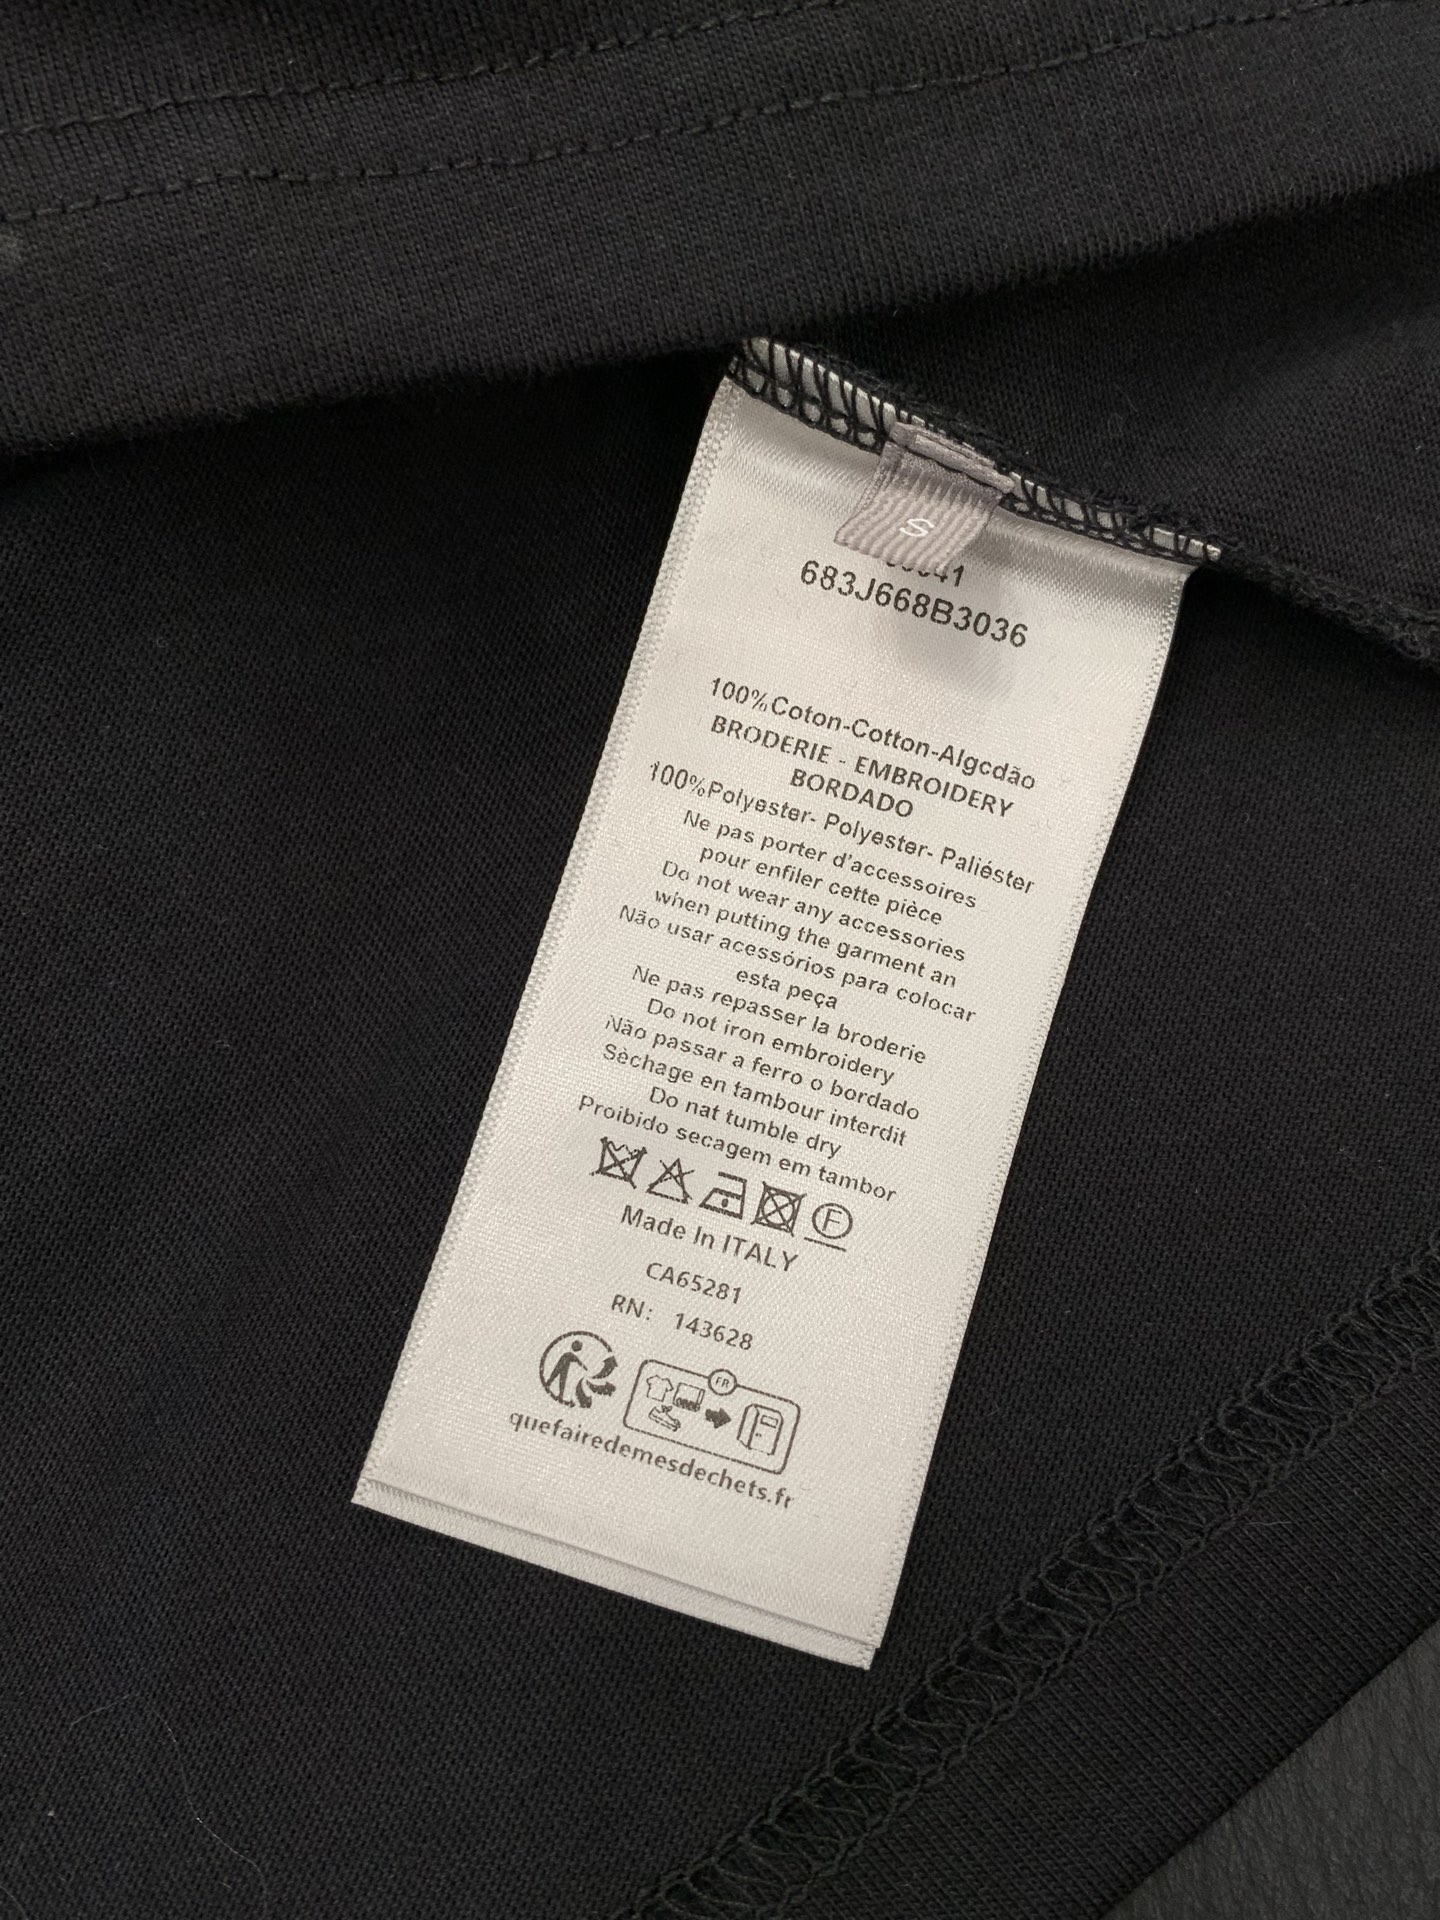 S
683J668B3036
100%Coton-Cotton-Algcdão
BRODERIE - EMBROIDERY
BORDADO
100%Polyester- Polyester- Paliéster
Ne pas porter d'accessoires
pour enfiler cette pièce
Do not wear any accessories
when putting the garment an
Não usar acessórios para colocar
esta peça
Ne pas repasser la broderie
Do not iron embroidery
Não passar a ferro o bordado
Sèchage en tambour interdit
Do nat tumble dry
Proibido secagem em tambor
F
Made In ITALY
CA65281
RN: 143628
FR
quefairedemesdechets.fr